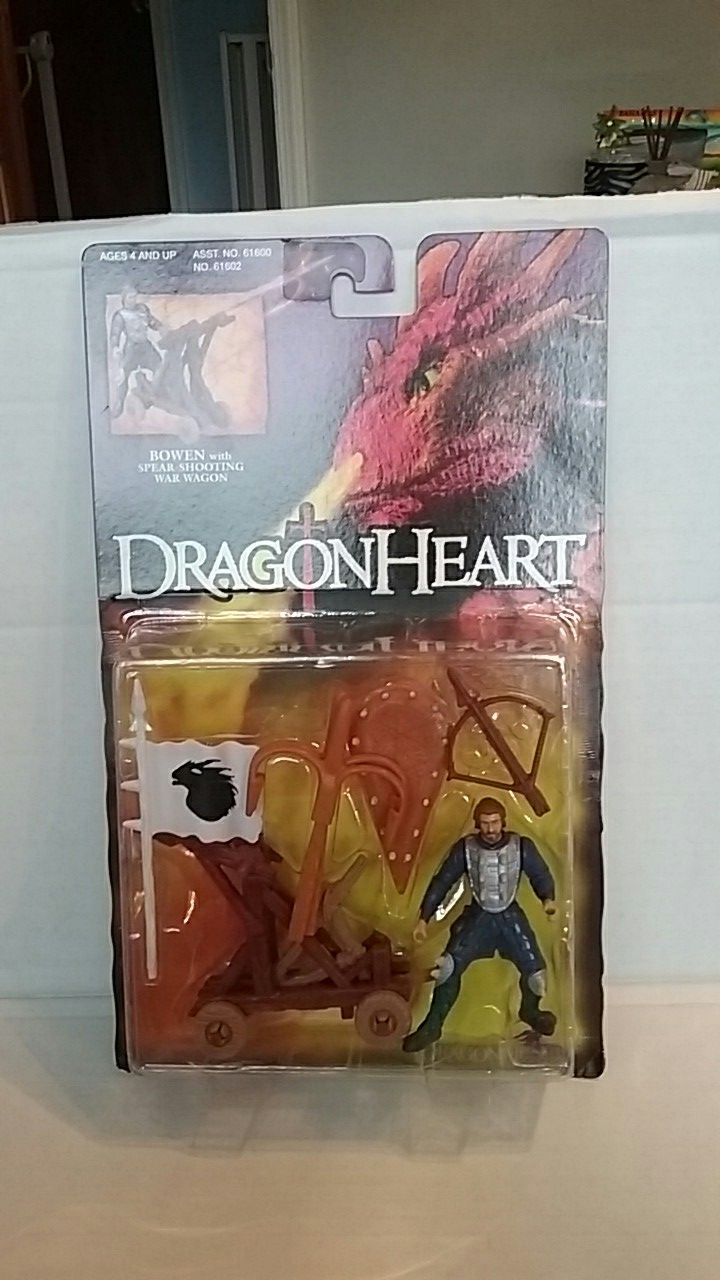 AGES 4 AND UP
ASST. NO. 61600
NO. 61602
BOWEN with
SPEAR SHOOTING
WAR WAGON
DRAGONHEART